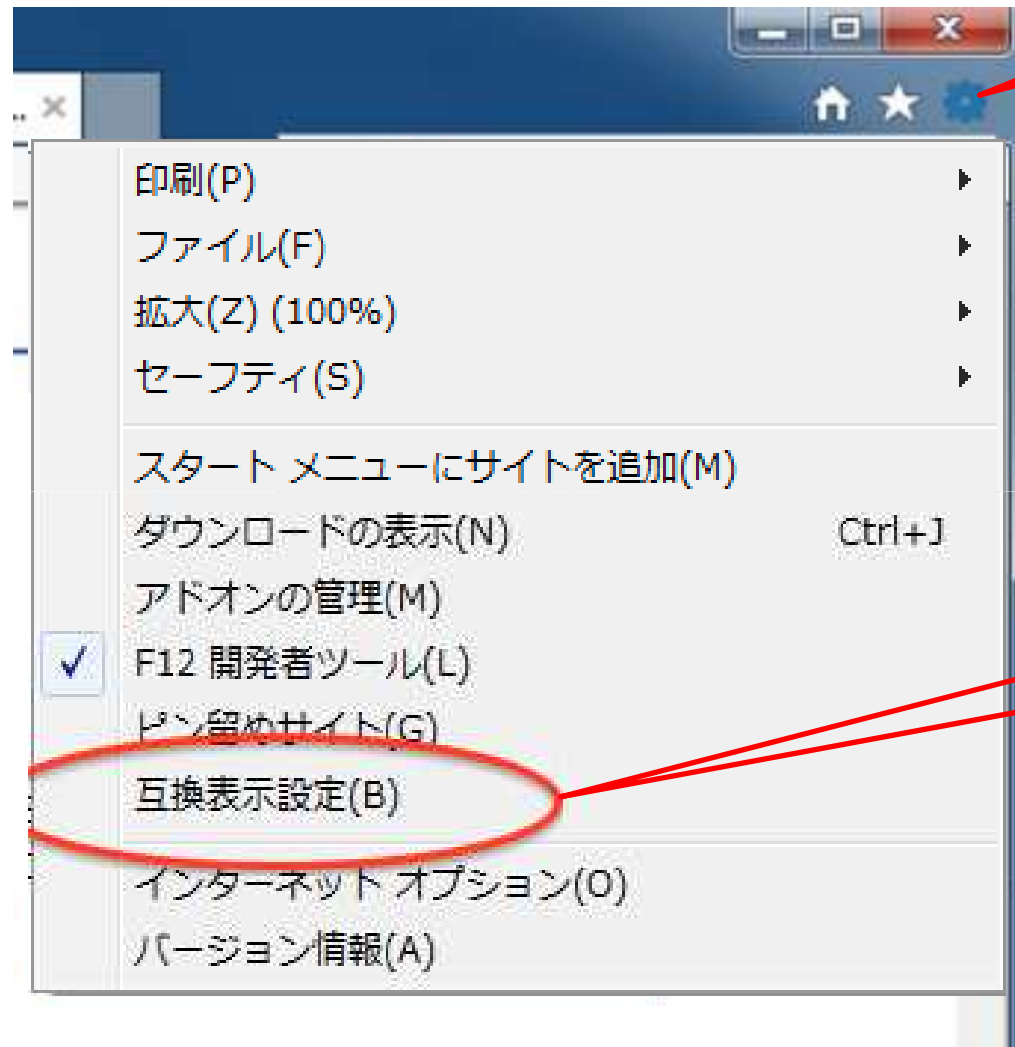 ..
印刷(P)
ファイル(F)
拡大(Z) (100%)
セーフティ(S)
スタート メニューにサイトを追加(M)
ダウンロードの表示(N) Ctrl+J
アドオンの管理(M)
F12 開発者ツール(L)
ピン留めサイト(G)
互換表示設定(B)
インターネット オプション(O)
バージョン情報(A)